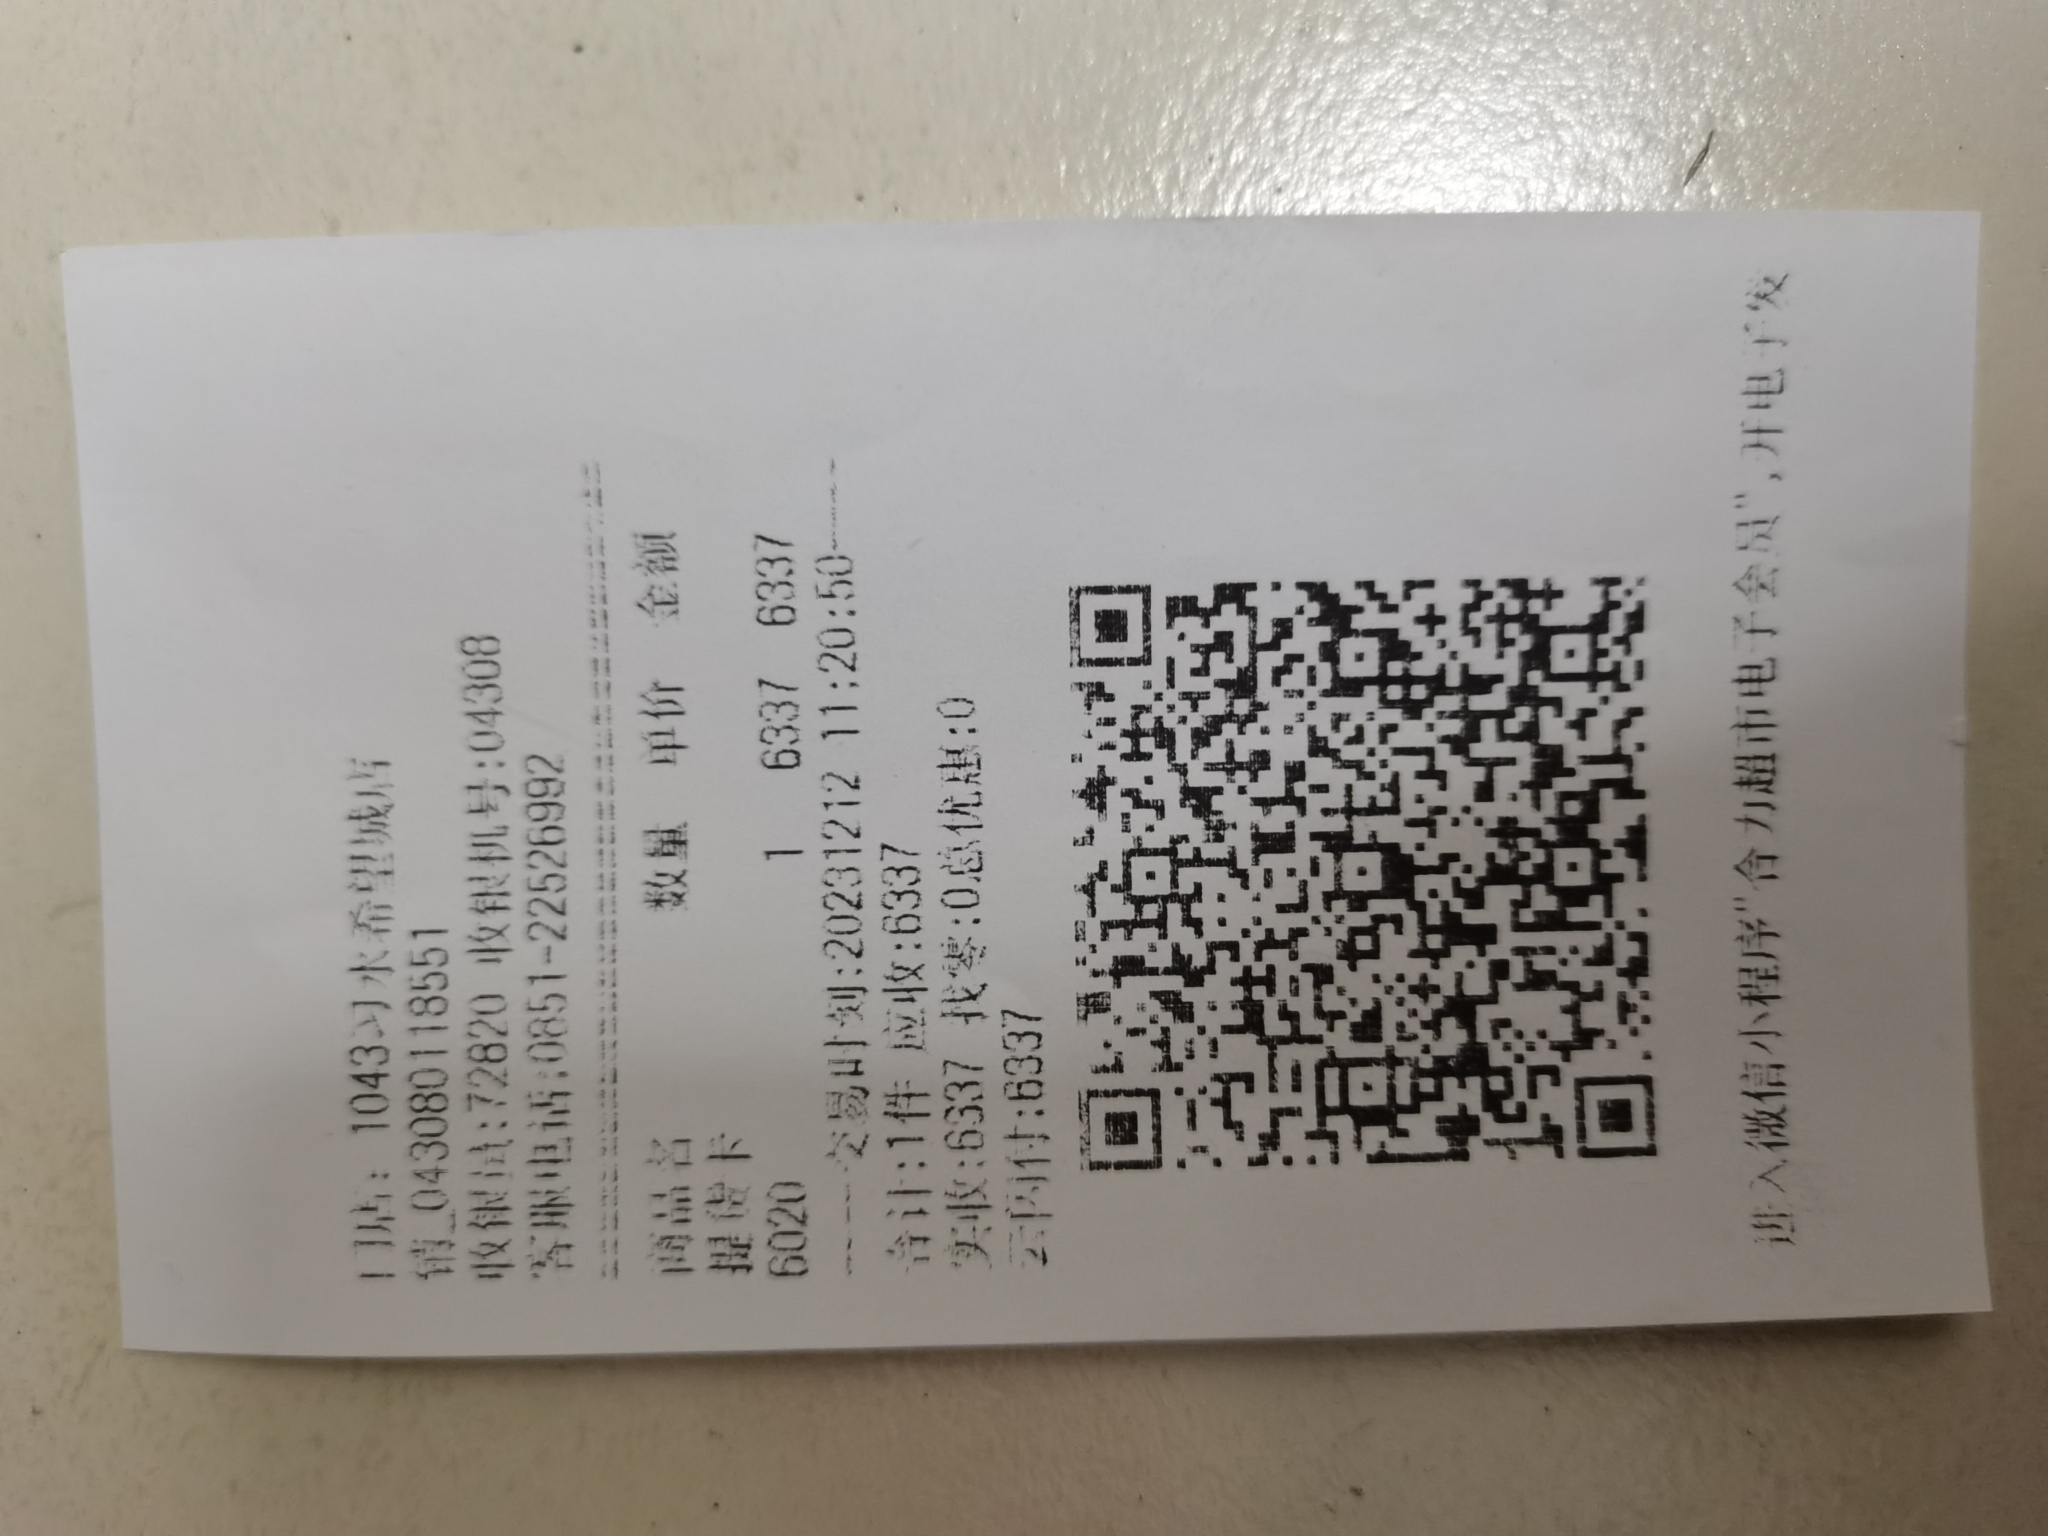 门店: 1043习水希望城店
销_043080118551
收银员:72820 收银机号:04308
客服电话:0851-22526992
商品名 数量 单价 金额
提货卡
6020 1 6337 6337
-----交易时刻:20231212 11:20:50-----
合计:1件 应收:6337
实收:6337 找零:0总优惠:0
云闪付:6337
进入微信小程序"合力超市电子会员",开电子发